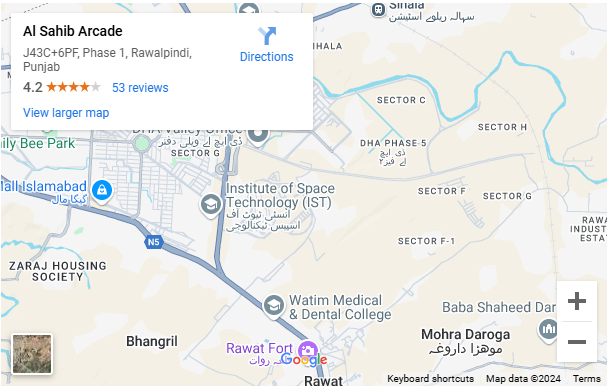 Sihala
سہالہ ریلوے اسٹیشن
Al Sahib Arcade
J43C+6PF, Phase 1, Rawalpindi,
Punjab
4.2 53 reviews
View larger map
Directions
IHALA
SECTOR C
SECTOR H
DHA Valley Office
ڈی ایچ اے ویلی دفتر
DHA PHASE 5
ڈی ایچ
اے فیز ۲
ily Bee Park
SECTOR G
Mall Islamabad
گیگا مال
Institute of Space
Technology (IST)
انسٹی ٹیوٹ آف
اسپیس ٹیکنالوجی
SECTOR F
SECTOR G
RAWA
INDUST
ESTAT
N5
SECTOR F-1
ZARAJ HOUSING
SOCIETY
Watim Medical
& Dental College
Baba Shaheed Dar
Bhangril
Mohra Daroga
موهڑا داروغہ
Rawat Fort
روات
Google
Rawat
Keyboard shortcuts
Map data ©2024
Terms